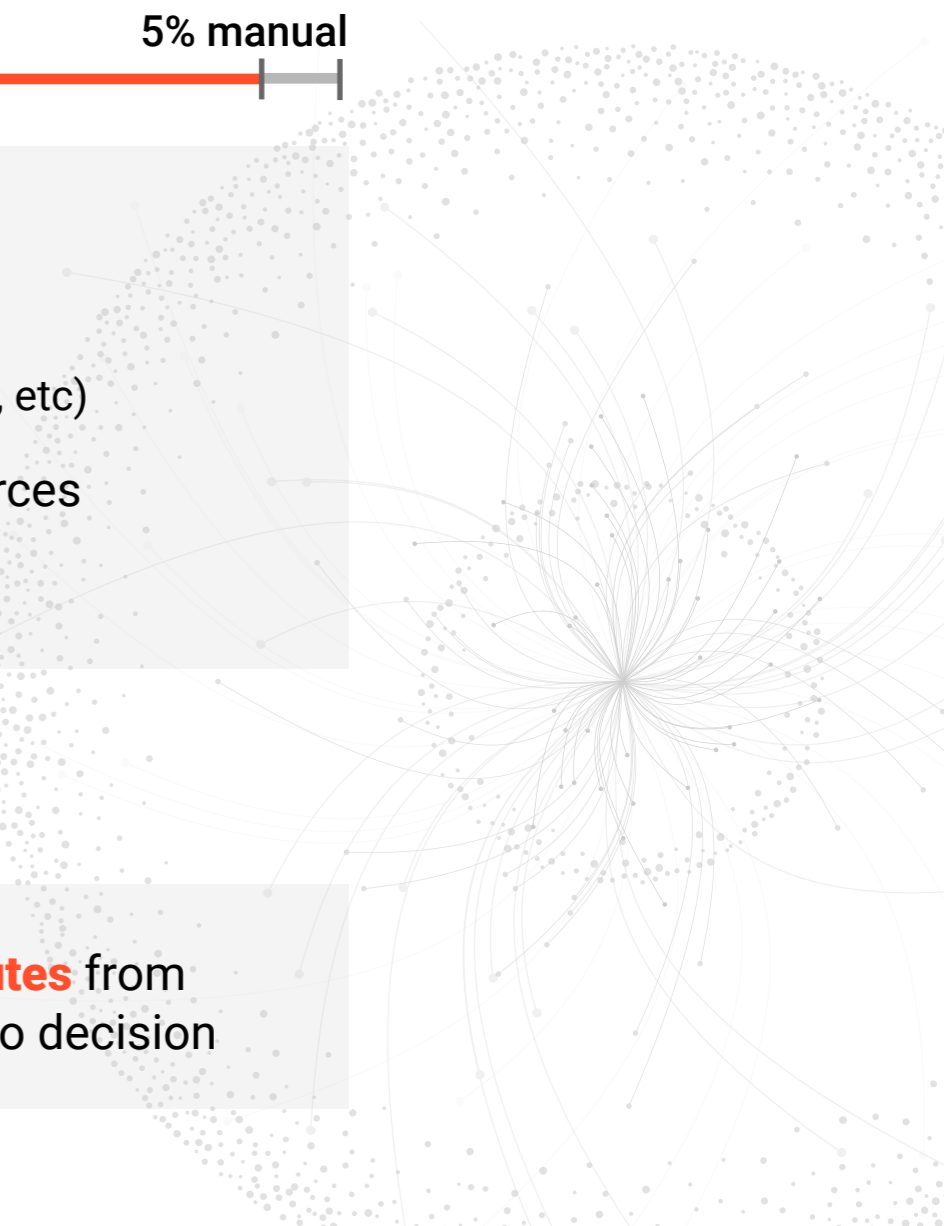 5% manual
, etc)
rces
utes from
o decision